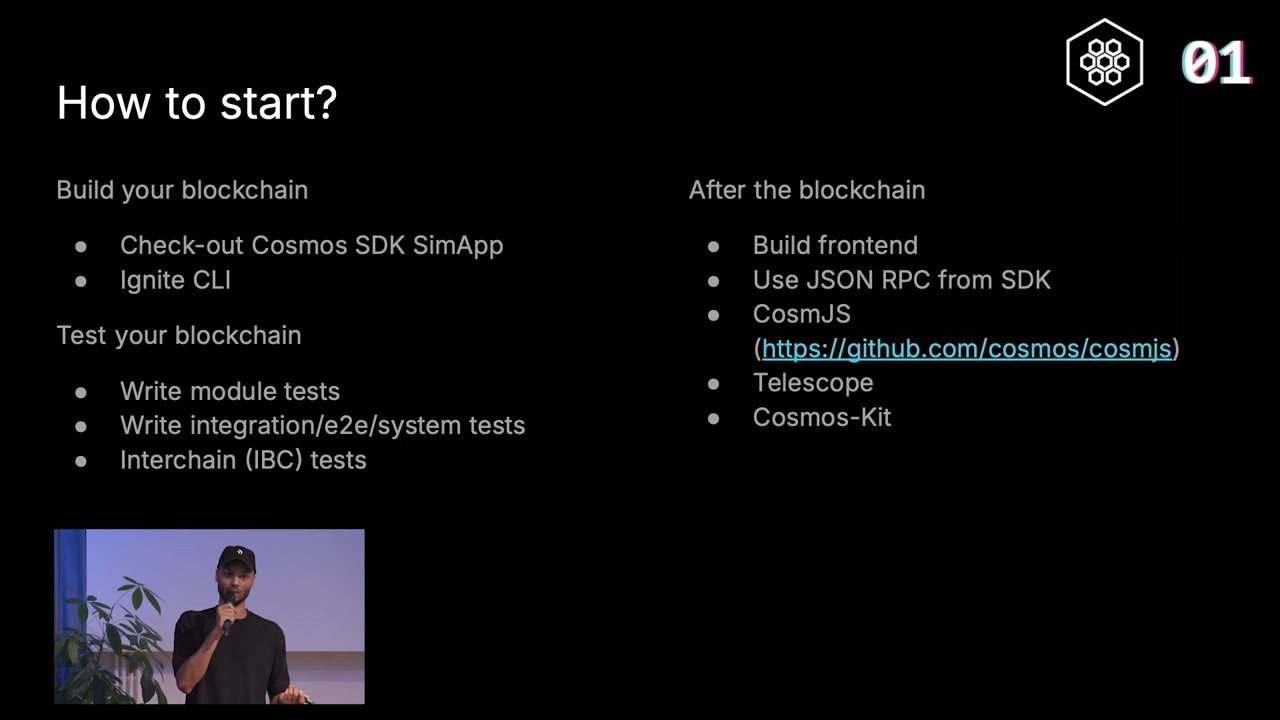 01
How to start?
Build your blockchain
● Check-out Cosmos SDK SimApp
● Ignite CLI
Test your blockchain
● Write module tests
● Write integration/e2e/system tests
● Interchain (IBC) tests
After the blockchain
● Build frontend
● Use JSON RPC from SDK
● CosmJS
(https://github.com/cosmos/cosmjs)
● Telescope
● Cosmos-Kit